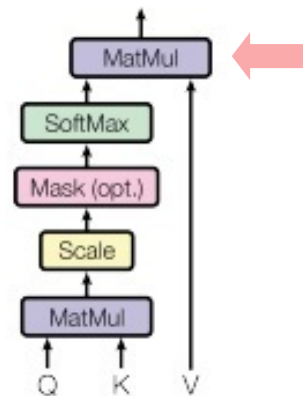 MatMul
SoftMax
Mask (opt.)
Scale
MatMul
Q K V